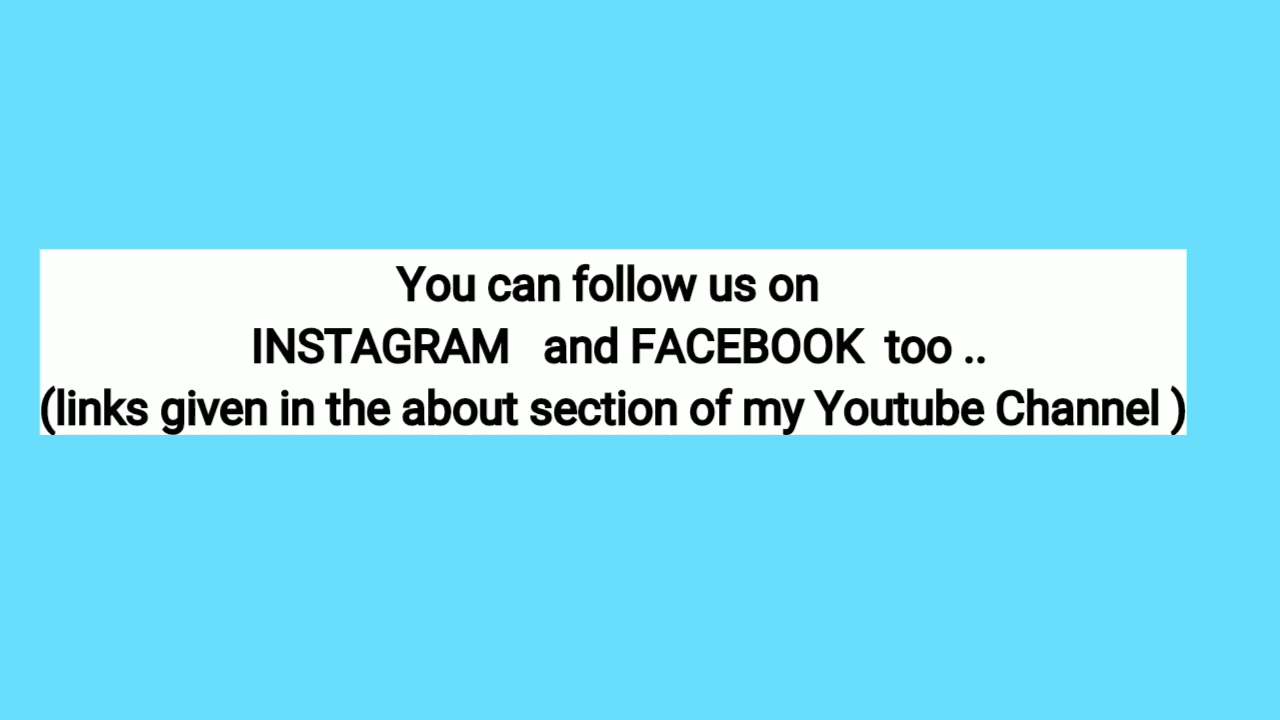 You can follow us on
INSTAGRAM   and FACEBOOK  too ..
(links given in the about section of my Youtube Channel )